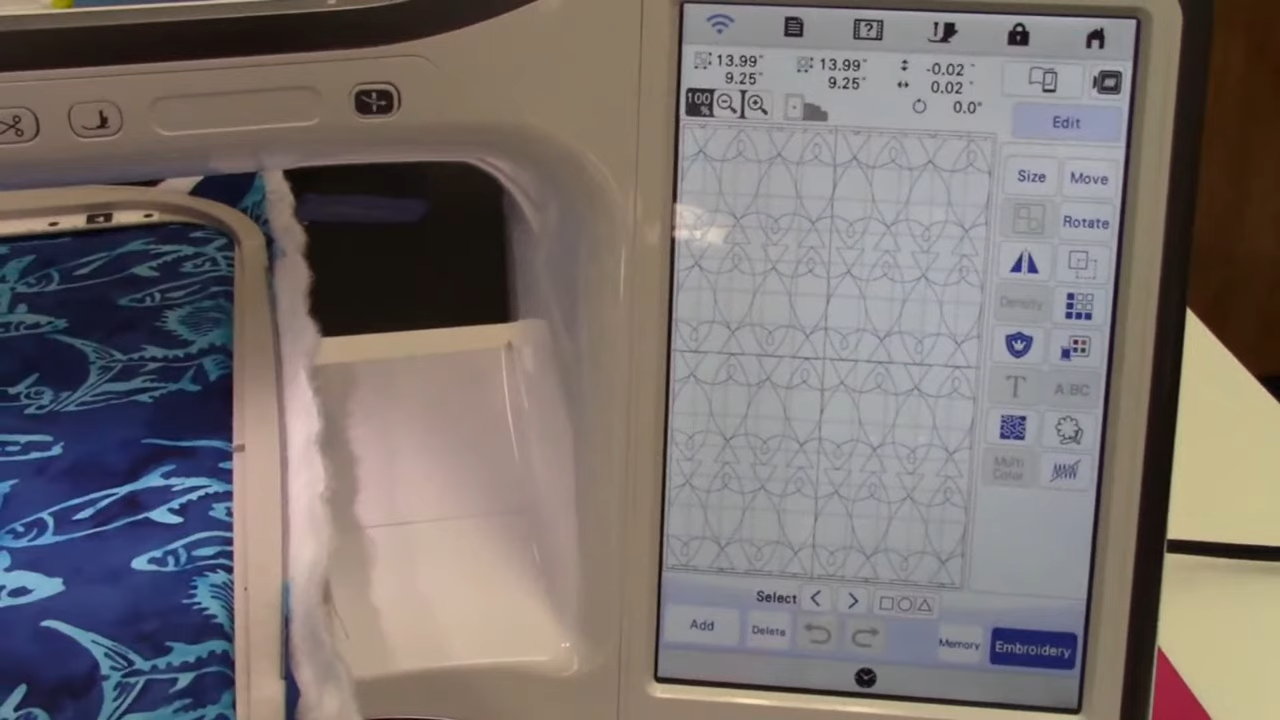 13.99"
9.25"
13.99"
9.25"
-0.02"
0.02"
0.0°
100
%
Edit
Size
Move
Rotate
Density
T
ABC
Multi
Color
Select
Add
Delete
Memory
Embroidery